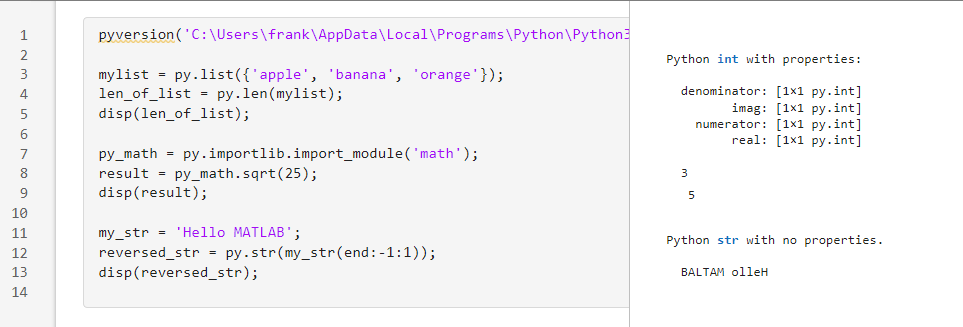 1 pyversion('C:\Users\frank\AppData\Local\Programs\Python\Python3
2
3 mylist = py.list({'apple', 'banana', 'orange'});
4 len_of_list = py.len(mylist);
5 disp(len_of_list);
6
7 py_math = py.importlib.import_module('math');
8 result = py_math.sqrt(25);
9 disp(result);
10
11 my_str = 'Hello MATLAB';
12 reversed_str = py.str(my_str(end:-1:1));
13 disp(reversed_str);
14
Python int with properties:
denominator: [1×1 py.int]
imag: [1×1 py.int]
numerator: [1×1 py.int]
real: [1×1 py.int]
3
5
Python str with no properties.
BALTAM olleH